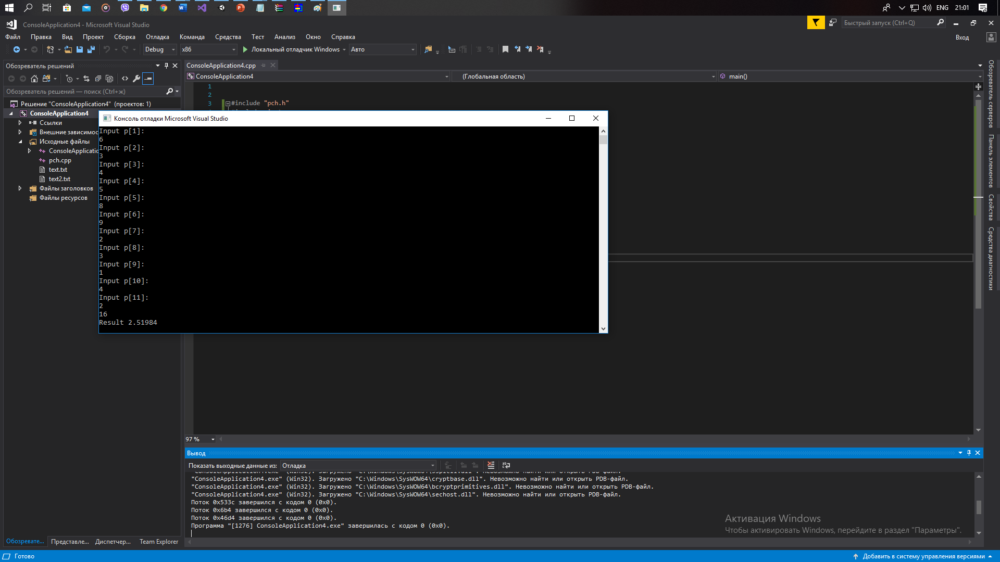 ENG 21:01
ConsoleApplication4 - Microsoft Visual Studio
Быстрый запуск (Ctrl+Q)
Файл Правка Вид Проект Сборка Отладка Команда Средства Тест Анализ Окно Справка
Вход
Debug x86 Локальный отладчик Windows Авто
Обозреватель решений
Обозреватель решений — поиск (Ctrl+ж)
Решение "ConsoleApplication4" (проектов: 1)
ConsoleApplication4
Ссылки
Внешние зависимос
Исходные файлы
ConsoleApplicatio
pch.cpp
text.txt
text2.txt
Файлы заголовков
Файлы ресурсов
ConsoleApplication4.cpp
ConsoleApplication4 (Глобальная область) main()
1
2
3 #include "pch.h"
Консоль отладки Microsoft Visual Studio
Input p[1]:
6
Input p[2]:
3
Input p[3]:
4
Input p[4]:
5
Input p[5]:
8
Input p[6]:
9
Input p[7]:
2
Input p[8]:
3
Input p[9]:
1
Input p[10]:
4
Input p[11]:
2
16
Result 2.51984
97 %
Вывод
Показать выходные данные из: Отладка
"ConsoleApplication4.exe" (Win32). Загружено "C:\Windows\SysWOW64\cryptbase.dll". Невозможно найти или открыть PDB-файл.
"ConsoleApplication4.exe" (Win32). Загружено "C:\Windows\SysWOW64\bcryptprimitives.dll". Невозможно найти или открыть PDB-файл.
"ConsoleApplication4.exe" (Win32). Загружено "C:\Windows\SysWOW64\sechost.dll". Невозможно найти или открыть PDB-файл.
Поток 0x533c завершился с кодом 0 (0x0).
Поток 0x6b4 завершился с кодом 0 (0x0).
Поток 0x46d4 завершился с кодом 0 (0x0).
Программа "[1276] ConsoleApplication4.exe" завершилась с кодом 0 (0x0).
Активация Windows
Чтобы активировать Windows, перейдите в раздел "Параметры".
Обозревате... Представле... Диспетчер... Team Explorer
Готово
Добавить в систему управления версиями
Обозреватель серверов
Панель элементов
Свойства
Средства диагностики